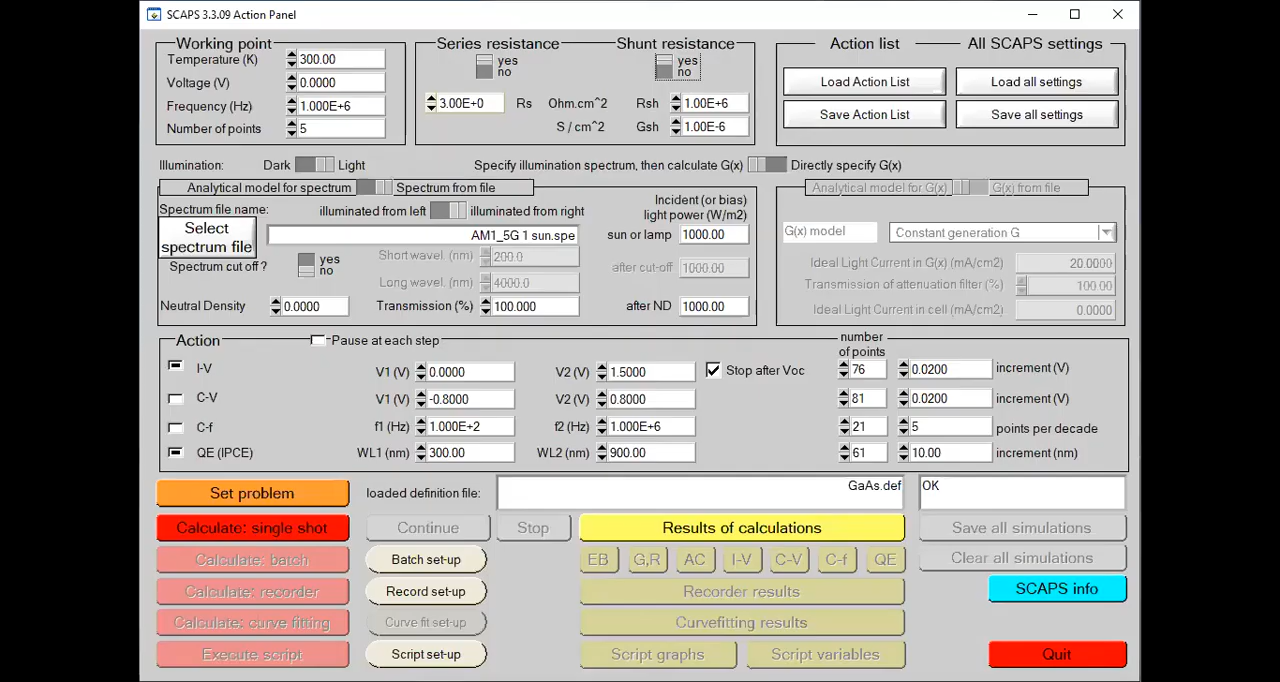 SCAPS 3.3.09 Action Panel
Working point
Temperature (K) 300.00
Voltage (V) 0.0000
Frequency (Hz) 1.000E+6
Number of points 5
Series resistance
yes
no
Shunt resistance
yes
no
3.00E+0 Rs Ohm.cm^2 Rsh 1.00E+6
S / cm^2 Gsh 1.00E-6
Action list
All SCAPS settings
Load Action List
Load all settings
Save Action List
Save all settings
Illumination: Dark Light
Specify illumination spectrum, then calculate G(x) Directly specify G(x)
Analytical model for spectrum Spectrum from file
Spectrum file name: illuminated from left illuminated from right
Select
spectrum file
AM1_5G 1 sun.spe
Spectrum cut off ? yes
no
Short wavel. (nm) 200.0
Long wavel. (nm) 4000.0
Neutral Density 0.0000
Transmission (%) 100.000
Incident (or bias)
light power (W/m2)
sun or lamp 1000.00
after cut-off 1000.00
after ND 1000.00
Analytical model for G(x) G(x) from file
G(x) model Constant generation G
Ideal Light Current in G(x) (mA/cm2) 20.0000
Transmission of attenuation filter (%) 100.00
Ideal Light Current in cell (mA/cm2) 0.0000
Action
Pause at each step
number
of points
I-V V1 (V) 0.0000 V2 (V) 1.5000 Stop after Voc 76 0.0200 increment (V)
C-V V1 (V) -0.8000 V2 (V) 0.8000 81 0.0200 increment (V)
C-f f1 (Hz) 1.000E+2 f2 (Hz) 1.000E+6 21 5 points per decade
QE (IPCE) WL1 (nm) 300.00 WL2 (nm) 900.00 61 10.00 increment (nm)
Set problem
loaded definition file: GaAs.def OK
Calculate: single shot Continue Stop Results of calculations Save all simulations
Calculate: batch Batch set-up EB G,R AC I-V C-V C-f QE Clear all simulations
Calculate: recorder Record set-up Recorder results SCAPS info
Calculate: curve fitting Curve fit set-up Curvefitting results
Execute script Script set-up Script graphs Script variables Quit